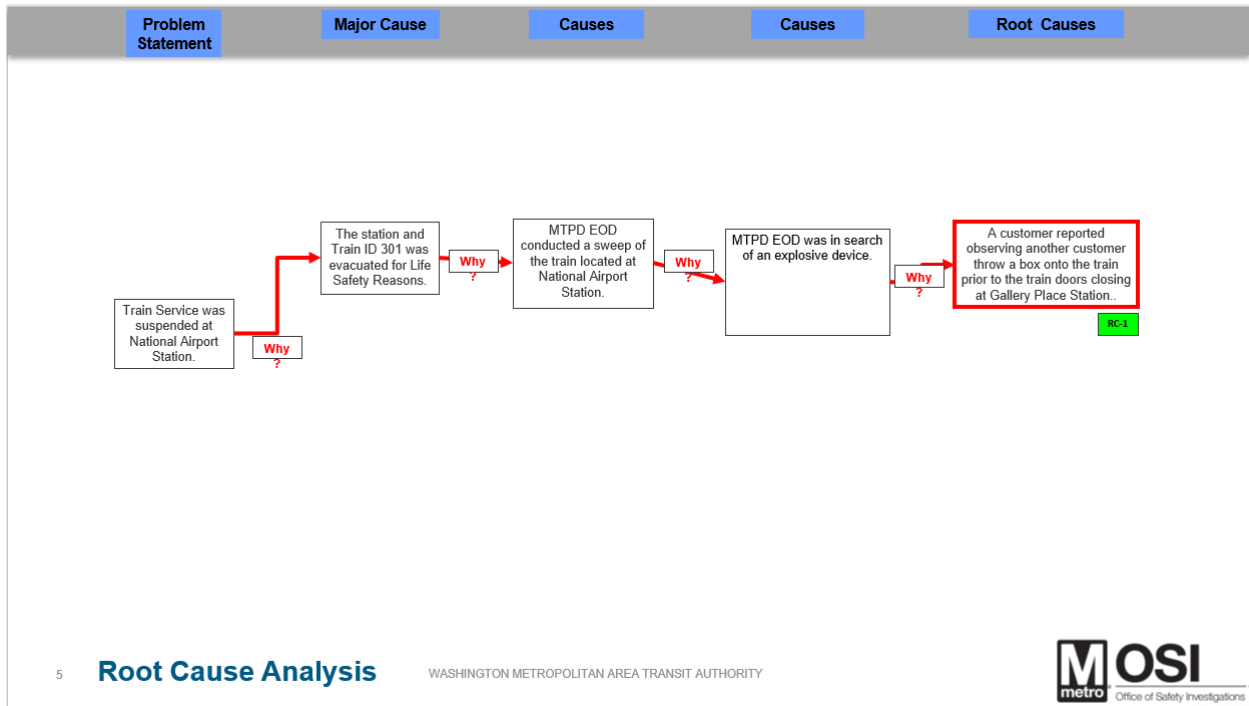 Problem
Statement
Major Cause
Causes
Causes
Root Causes
Train Service was
suspended at
National Airport
Station.
Why
?
The station and
Train ID 301 was
evacuated for Life
Safety Reasons.
Why
?
MTPD EOD
conducted a sweep of
the train located at
National Airport
Station.
Why
?
MTPD EOD was in search
of an explosive device.
Why
?
A customer reported
observing another customer
throw a box onto the train
prior to the train doors closing
at Gallery Place Station..
RC-1
5
Root Cause Analysis
WASHINGTON METROPOLITAN AREA TRANSIT AUTHORITY
M
metro
OSI
Office of Safety Investigations